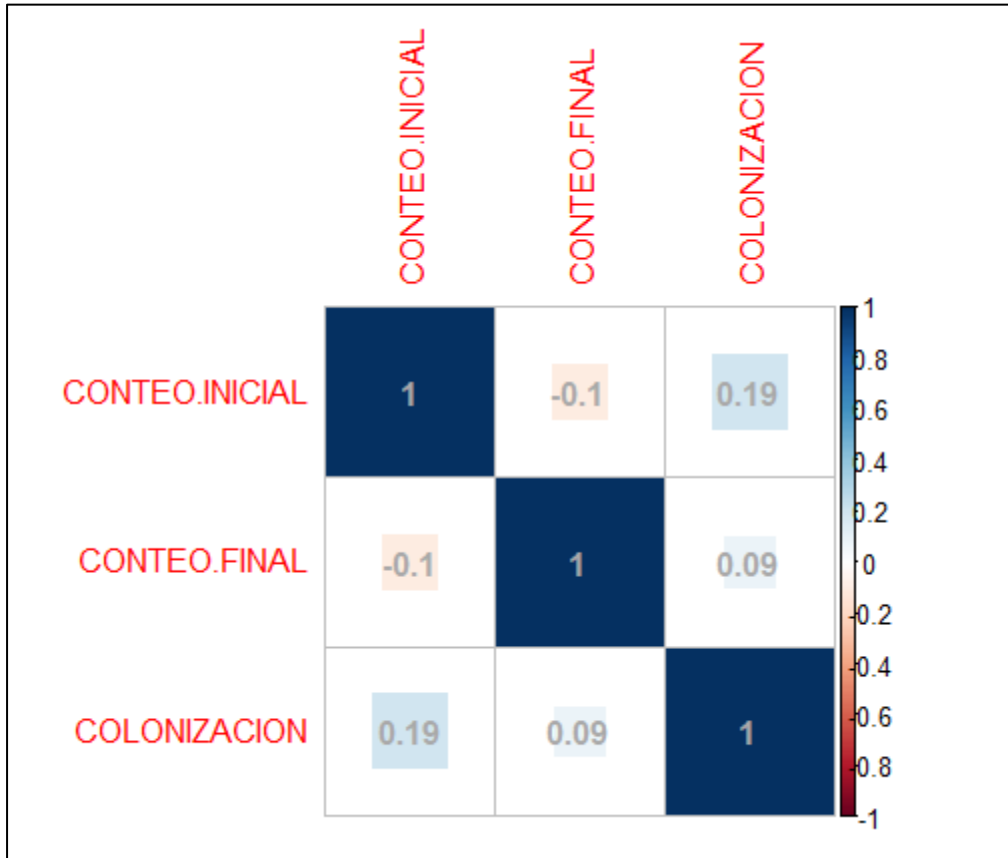 CONTEO.INICIAL
CONTEO.FINAL
COLONIZACION
CONTEO.INICIAL 1 -0.1 0.19
CONTEO.FINAL -0.1 1 0.09
COLONIZACION 0.19 0.09 1
1
0.8
0.6
0.4
0.2
0
-0.2
-0.4
-0.6
-0.8
-1